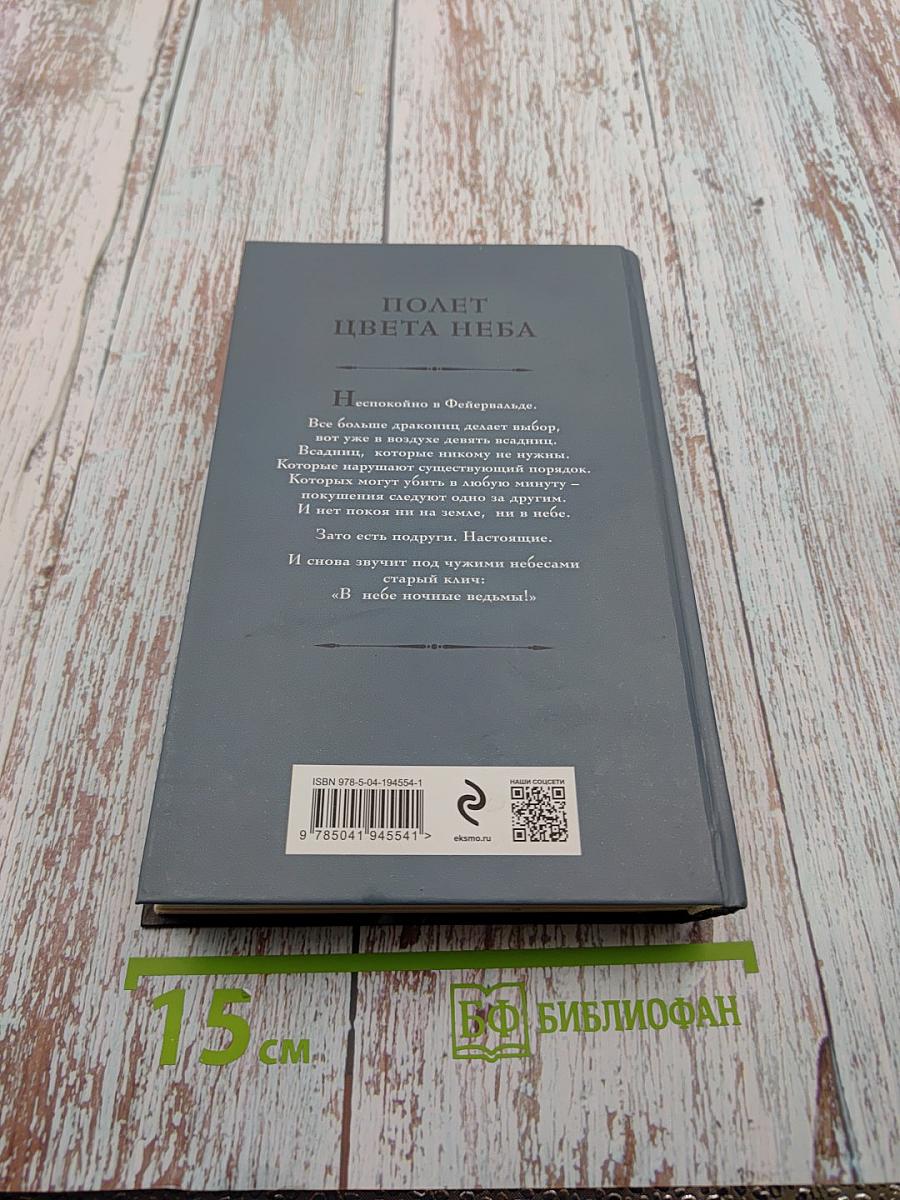 ПОЛЕТ
ЦВЕТА НЕБА
Неспокойно в Фейервальде.
Все больше дракониц делает выбор,
вот уже в воздухе девять всадниц.
Всадниц, которые никому не нужны.
Которые нарушают существующий порядок.
Которых могут убить в любую минуту –
покушения следуют одно за другим.
И нет покоя ни на земле, ни в небе.
Зато есть подруги. Настоящие.
И снова звучит под чужими небесами
старый клич:
«В небе ночные ведьмы!»
ISBN 978-5-04-194554-1
НАШИ СОЦСЕТИ
9 785041 945541 >
eksmo.ru
15 см
БФ БИБЛИОФАН